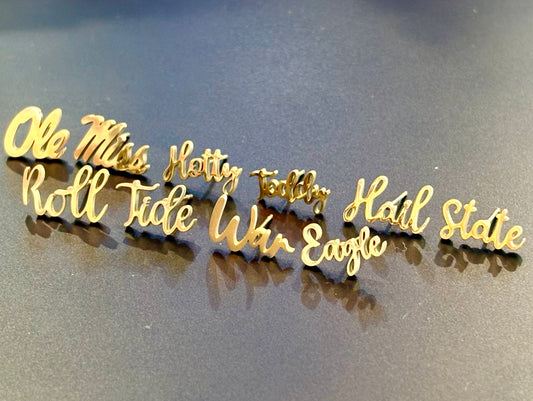 Ole Miss Hotty Toddy Hail State
Roll Tide War Eagle